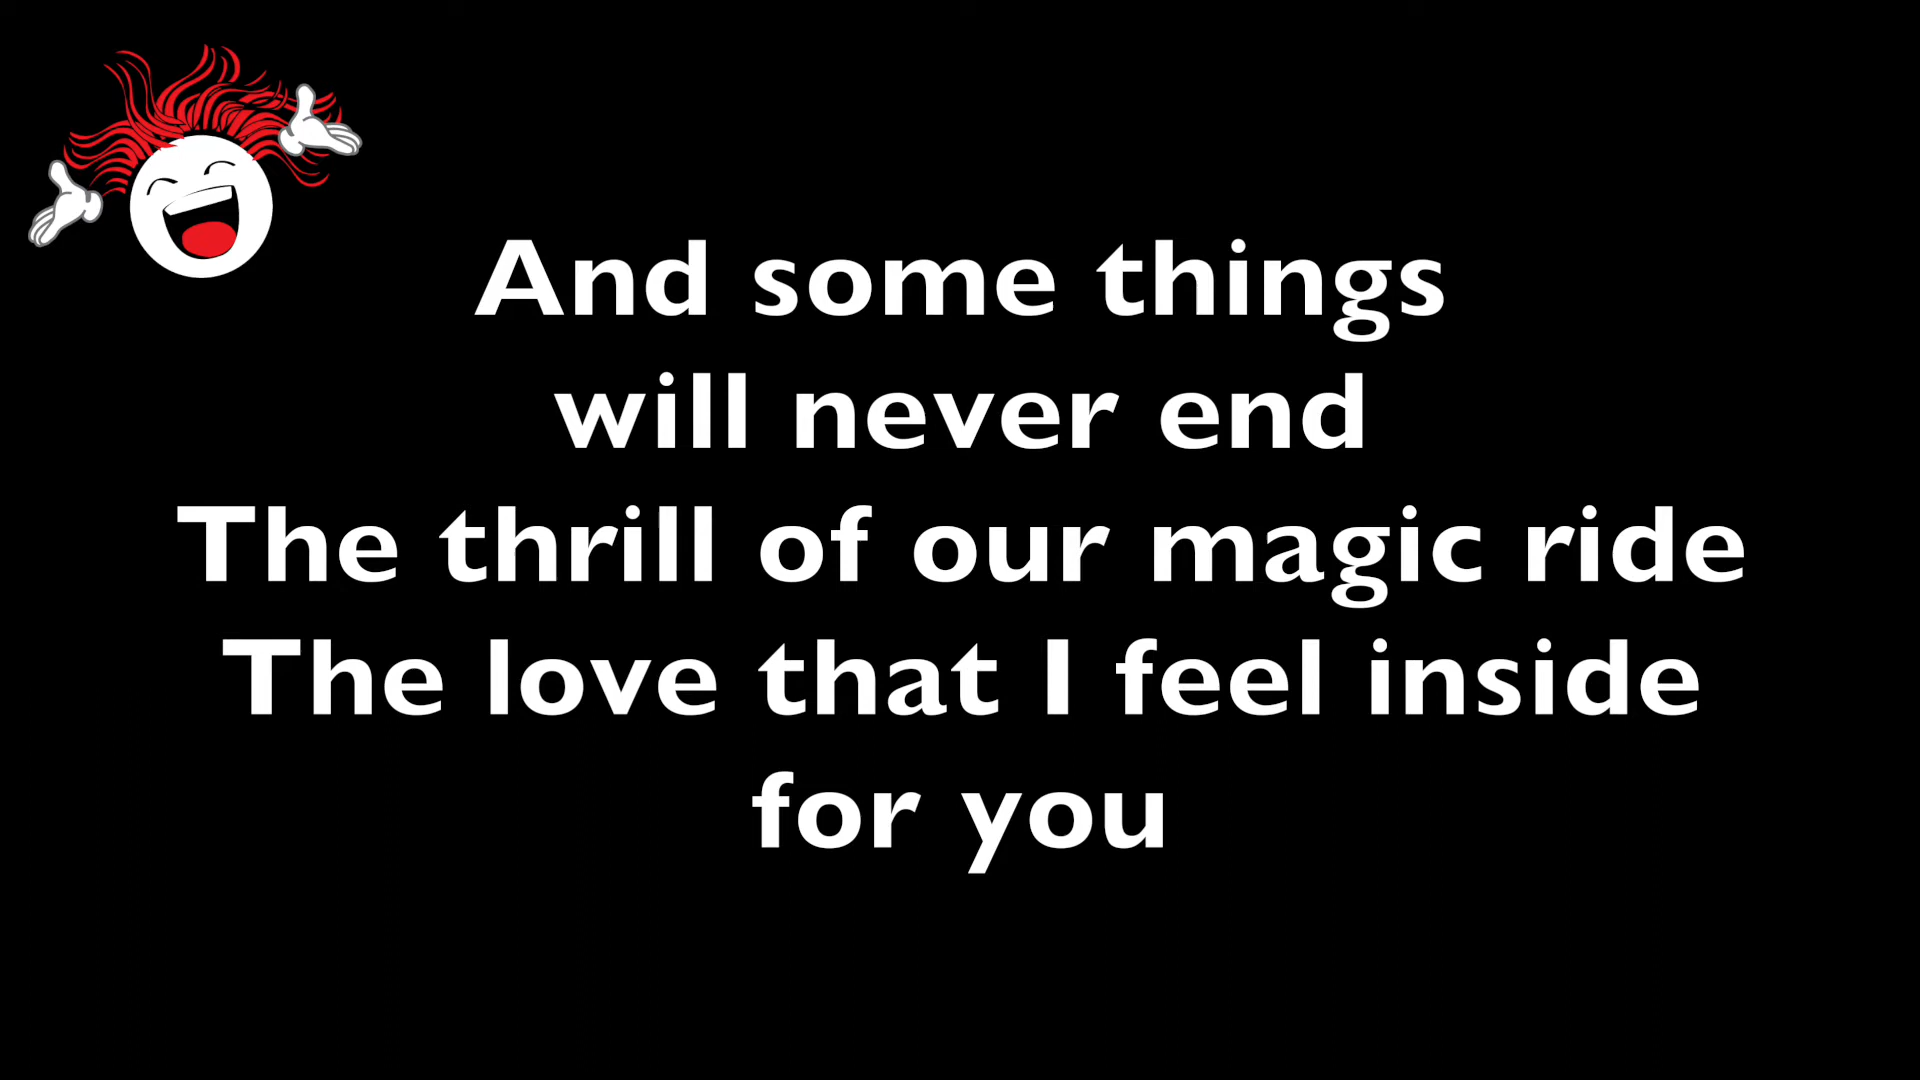 And some things
will never end
The thrill of our magic ride
The love that I feel inside
for you